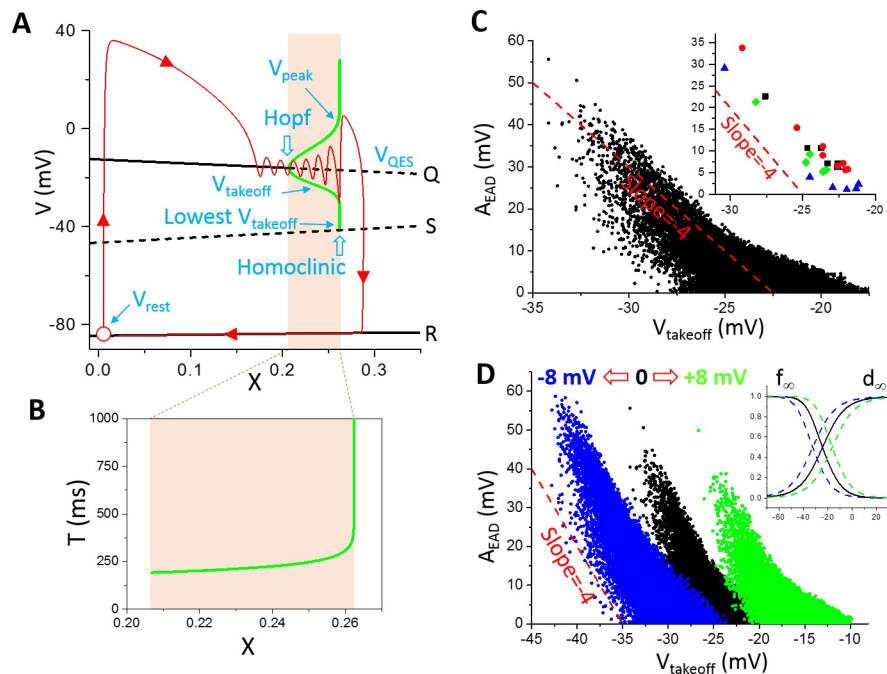 A
V (mV)
40
0
-40
-80
V_peak
Hopf
V_QES
Q
V_takeoff
Lowest V_takeoff
S
Homoclinic
V_rest
R
0.0 0.1 0.2 0.3
X
B
T (ms)
1000
750
500
250
0
0.20 0.22 0.24 0.26
X
C
A_EAD (mV)
60
50
40
30
20
10
0
Slope=-4
-35 -30 -25 -20
V_takeoff (mV)
35
30
25
20
15
10
5
0
Slope=-4
-30 -25 -20
D
-8 mV 0 +8 mV
A_EAD (mV)
60
50
40
30
20
10
0
Slope=-4
-45 -40 -35 -30 -25 -20 -15 -10
V_takeoff (mV)
f_∞ d_∞
1.0
0.8
0.6
0.4
0.2
0.0
-60 -40 -20 0 20